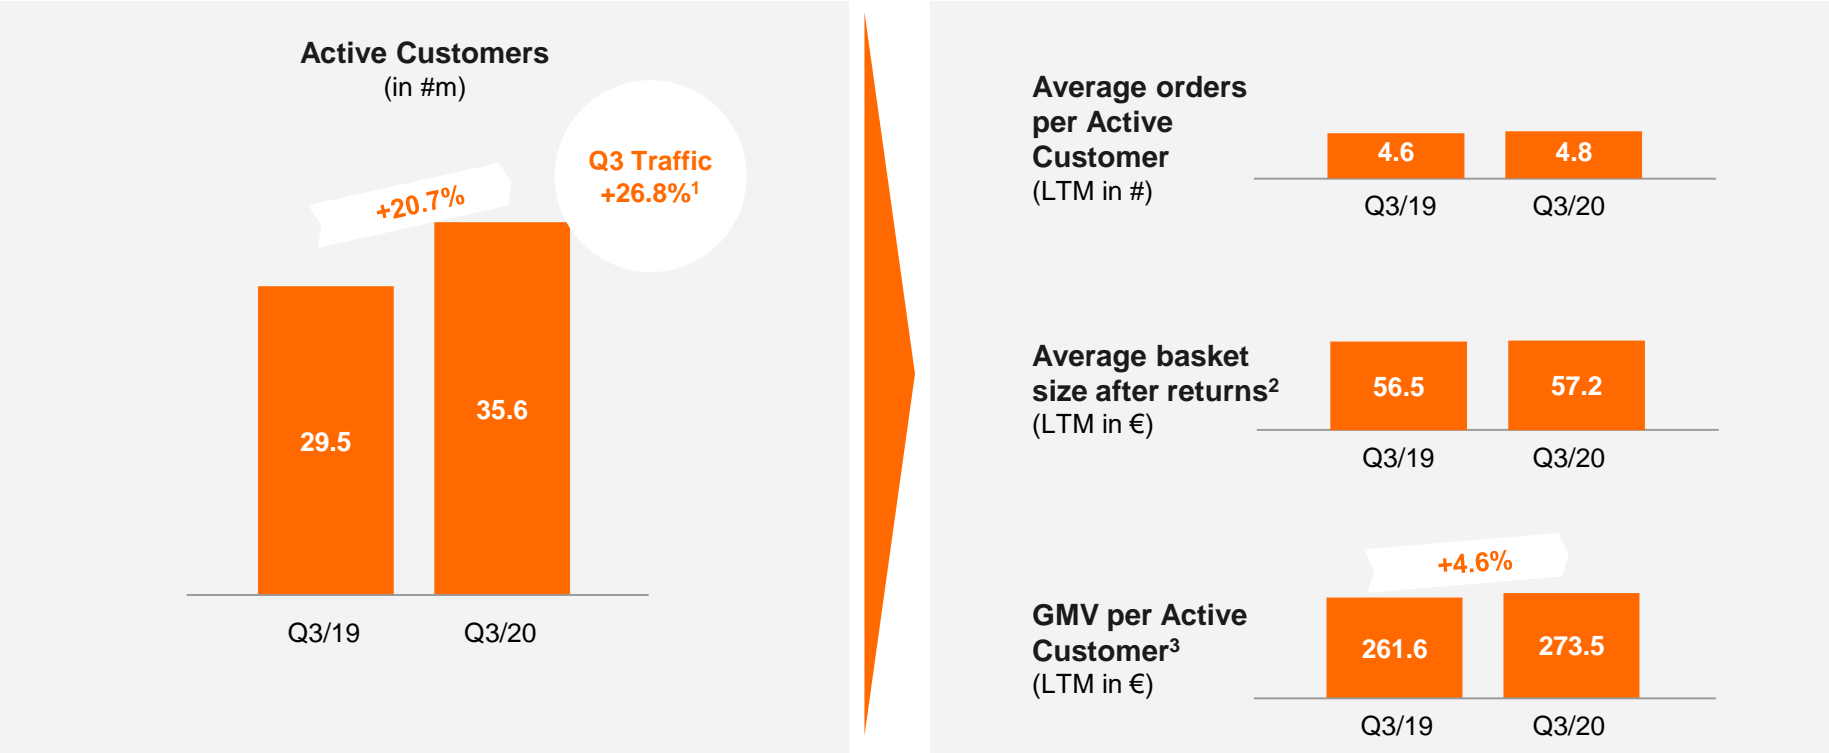 Active Customers
(in #m)
Q3 Traffic
+26.8%¹
+20.7%
29.5
35.6
Q3/19
Q3/20
Average orders
per Active
Customer
(LTM in #)
4.6
4.8
Q3/19
Q3/20
Average basket
size after returns²
(LTM in €)
56.5
57.2
Q3/19
Q3/20
+4.6%
GMV per Active
Customer³
(LTM in €)
261.6
273.5
Q3/19
Q3/20